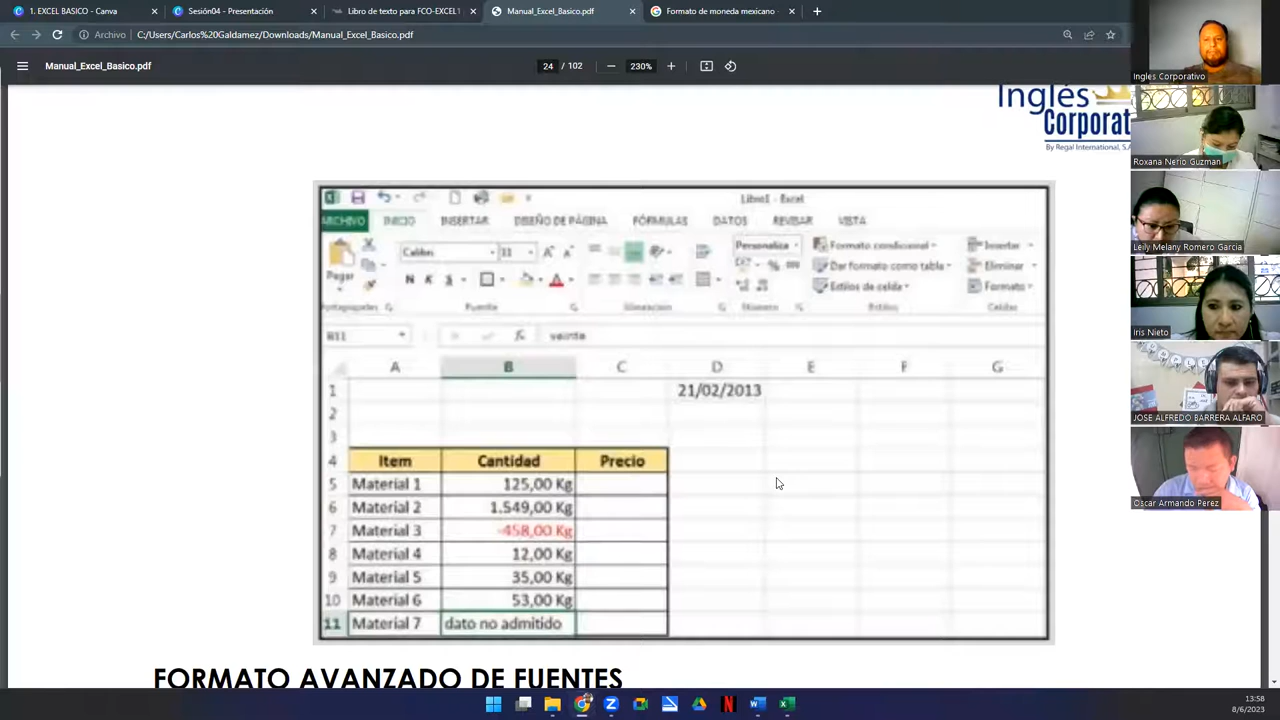 1. EXCEL BASICO - Canva
Sesión04 - Presentación
Libro de texto para FCO-EXCEL
Manual_Excel_Basico.pdf
Formato de moneda mexicano
Archivo
C:/Users/Carlos%20Galdamez/Downloads/Manual_Excel_Basico.pdf
Manual_Excel_Basico.pdf
24 / 102
230%
Inglés
Corporat
By Regal International, S.A
Libro1 - Excel
ARCHIVO INICIO INSERTAR DISEÑO DE PÁGINA FÓRMULAS DATOS REVISAR VISTA
Calibri 11 Personaliza Formato condicional Insertar
Pegar N K S Dar formato como tabla Eliminar
Estilos de celda Formato
Portapapeles Fuente Alineación Número Estilos Celdas
B11 fx veinte
A B C D E F G
1 21/02/2013
2
3
4 Item Cantidad Precio
5 Material 1 125,00 Kg
6 Material 2 1.549,00 Kg
7 Material 3 -458,00 Kg
8 Material 4 12,00 Kg
9 Material 5 35,00 Kg
10 Material 6 53,00 Kg
11 Material 7 dato no admitido
FORMATO AVANZADO DE FUENTES
Ingles Corporativo
Roxana Nerio Guzman
Leily Melany Romero Garcia
Iris Nieto
JOSE ALFREDO BARRERA ALFARO
Oscar Armando Perez
13:58
8/6/2023